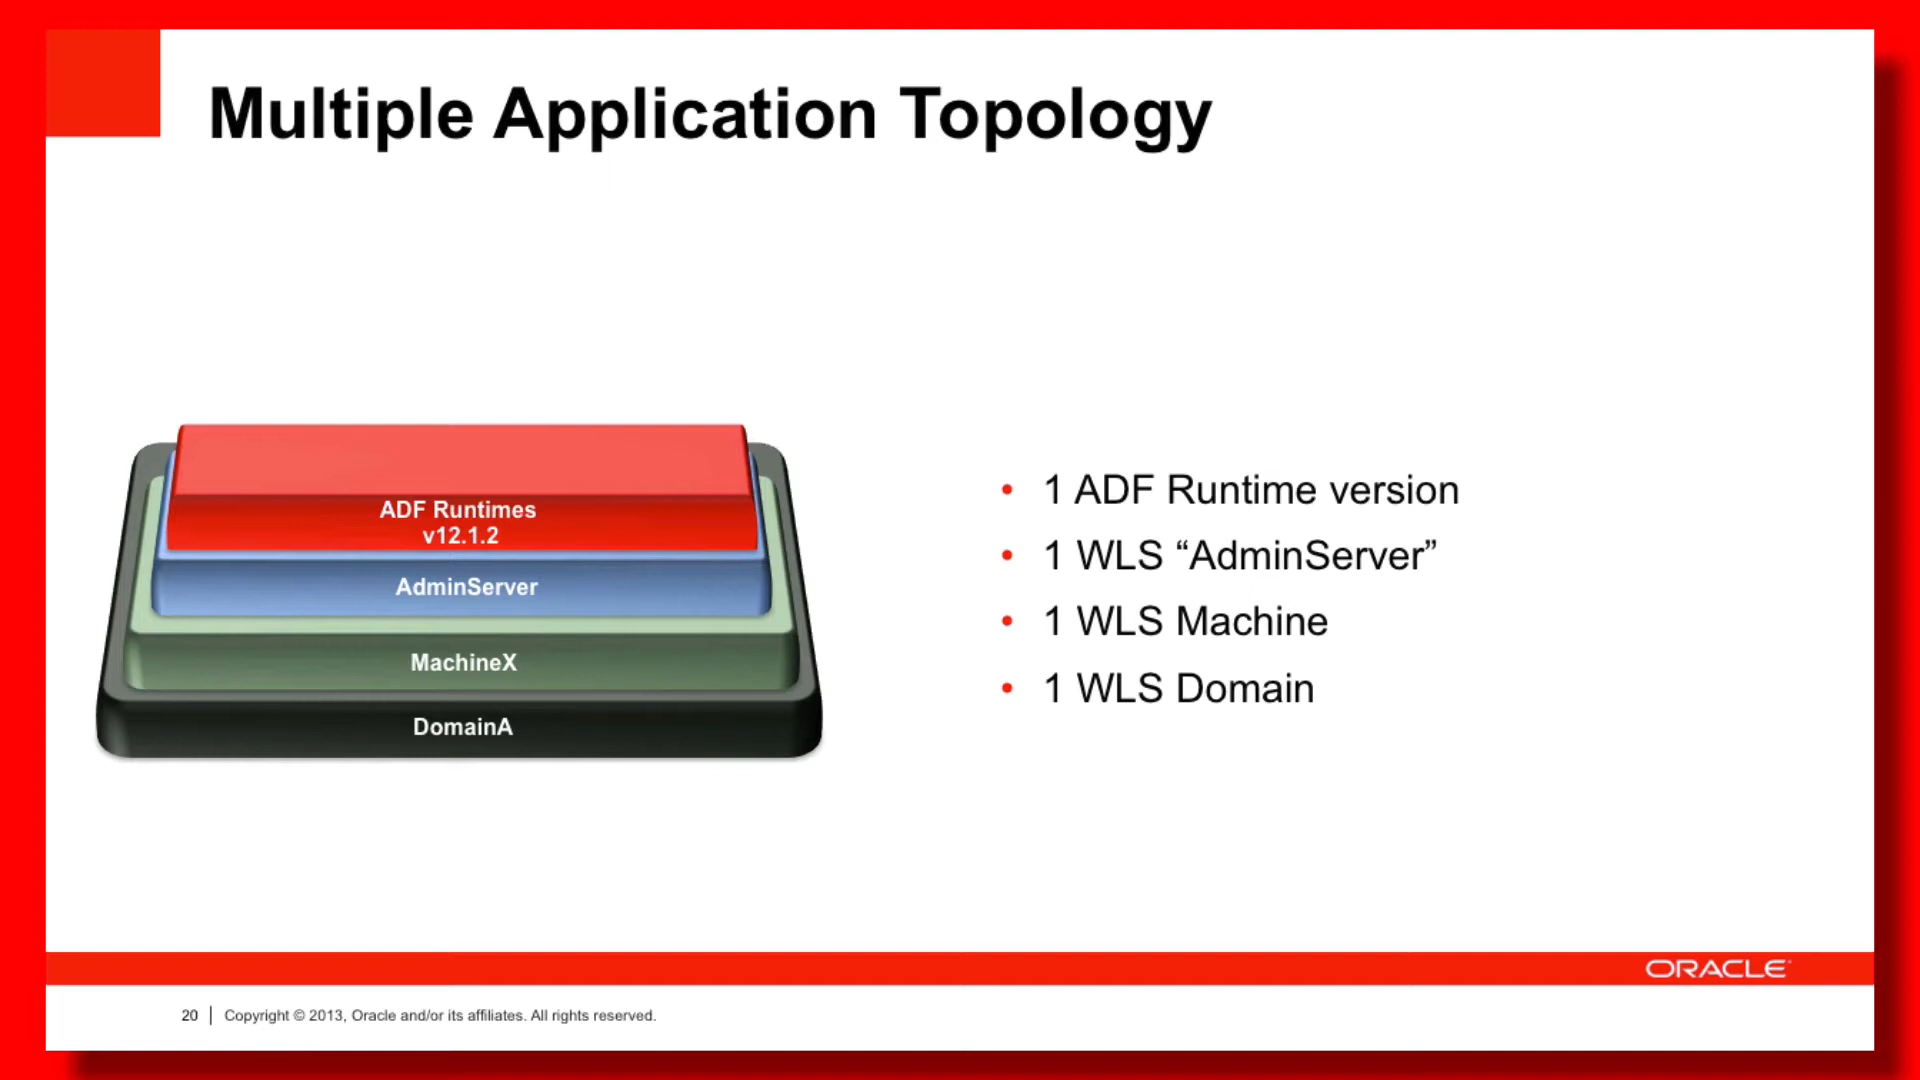 Multiple Application Topology
ADF Runtimes
v12.1.2
AdminServer
MachineX
DomainA
• 1 ADF Runtime version
• 1 WLS “AdminServer”
• 1 WLS Machine
• 1 WLS Domain
ORACLE
20 | Copyright © 2013, Oracle and/or its affiliates. All rights reserved.